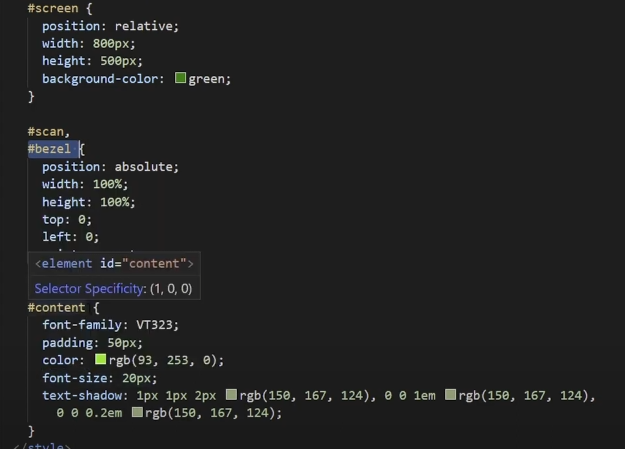 #screen {
position: relative;
width: 800px;
height: 500px;
background-color: green;
}
#scan,
#bezel {
position: absolute;
width: 100%;
height: 100%;
top: 0;
left: 0;
<element id="content">
Selector Specificity: (1, 0, 0)
#content {
font-family: VT323;
padding: 50px;
color: rgb(93, 253, 0);
font-size: 20px;
text-shadow: 1px 1px 2px rgb(150, 167, 124), 0 0 1em rgb(150, 167, 124),
0 0 0.2em rgb(150, 167, 124);
}
</style>